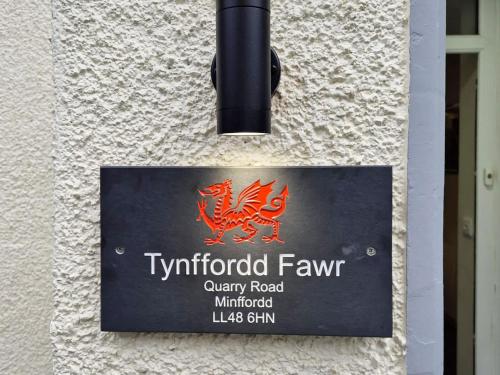 Tynffordd Fawr
Quarry Road
Minffordd
LL48 6HN